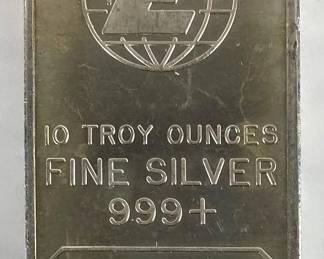 E
10 TROY OUNCES
FINE SILVER
999+